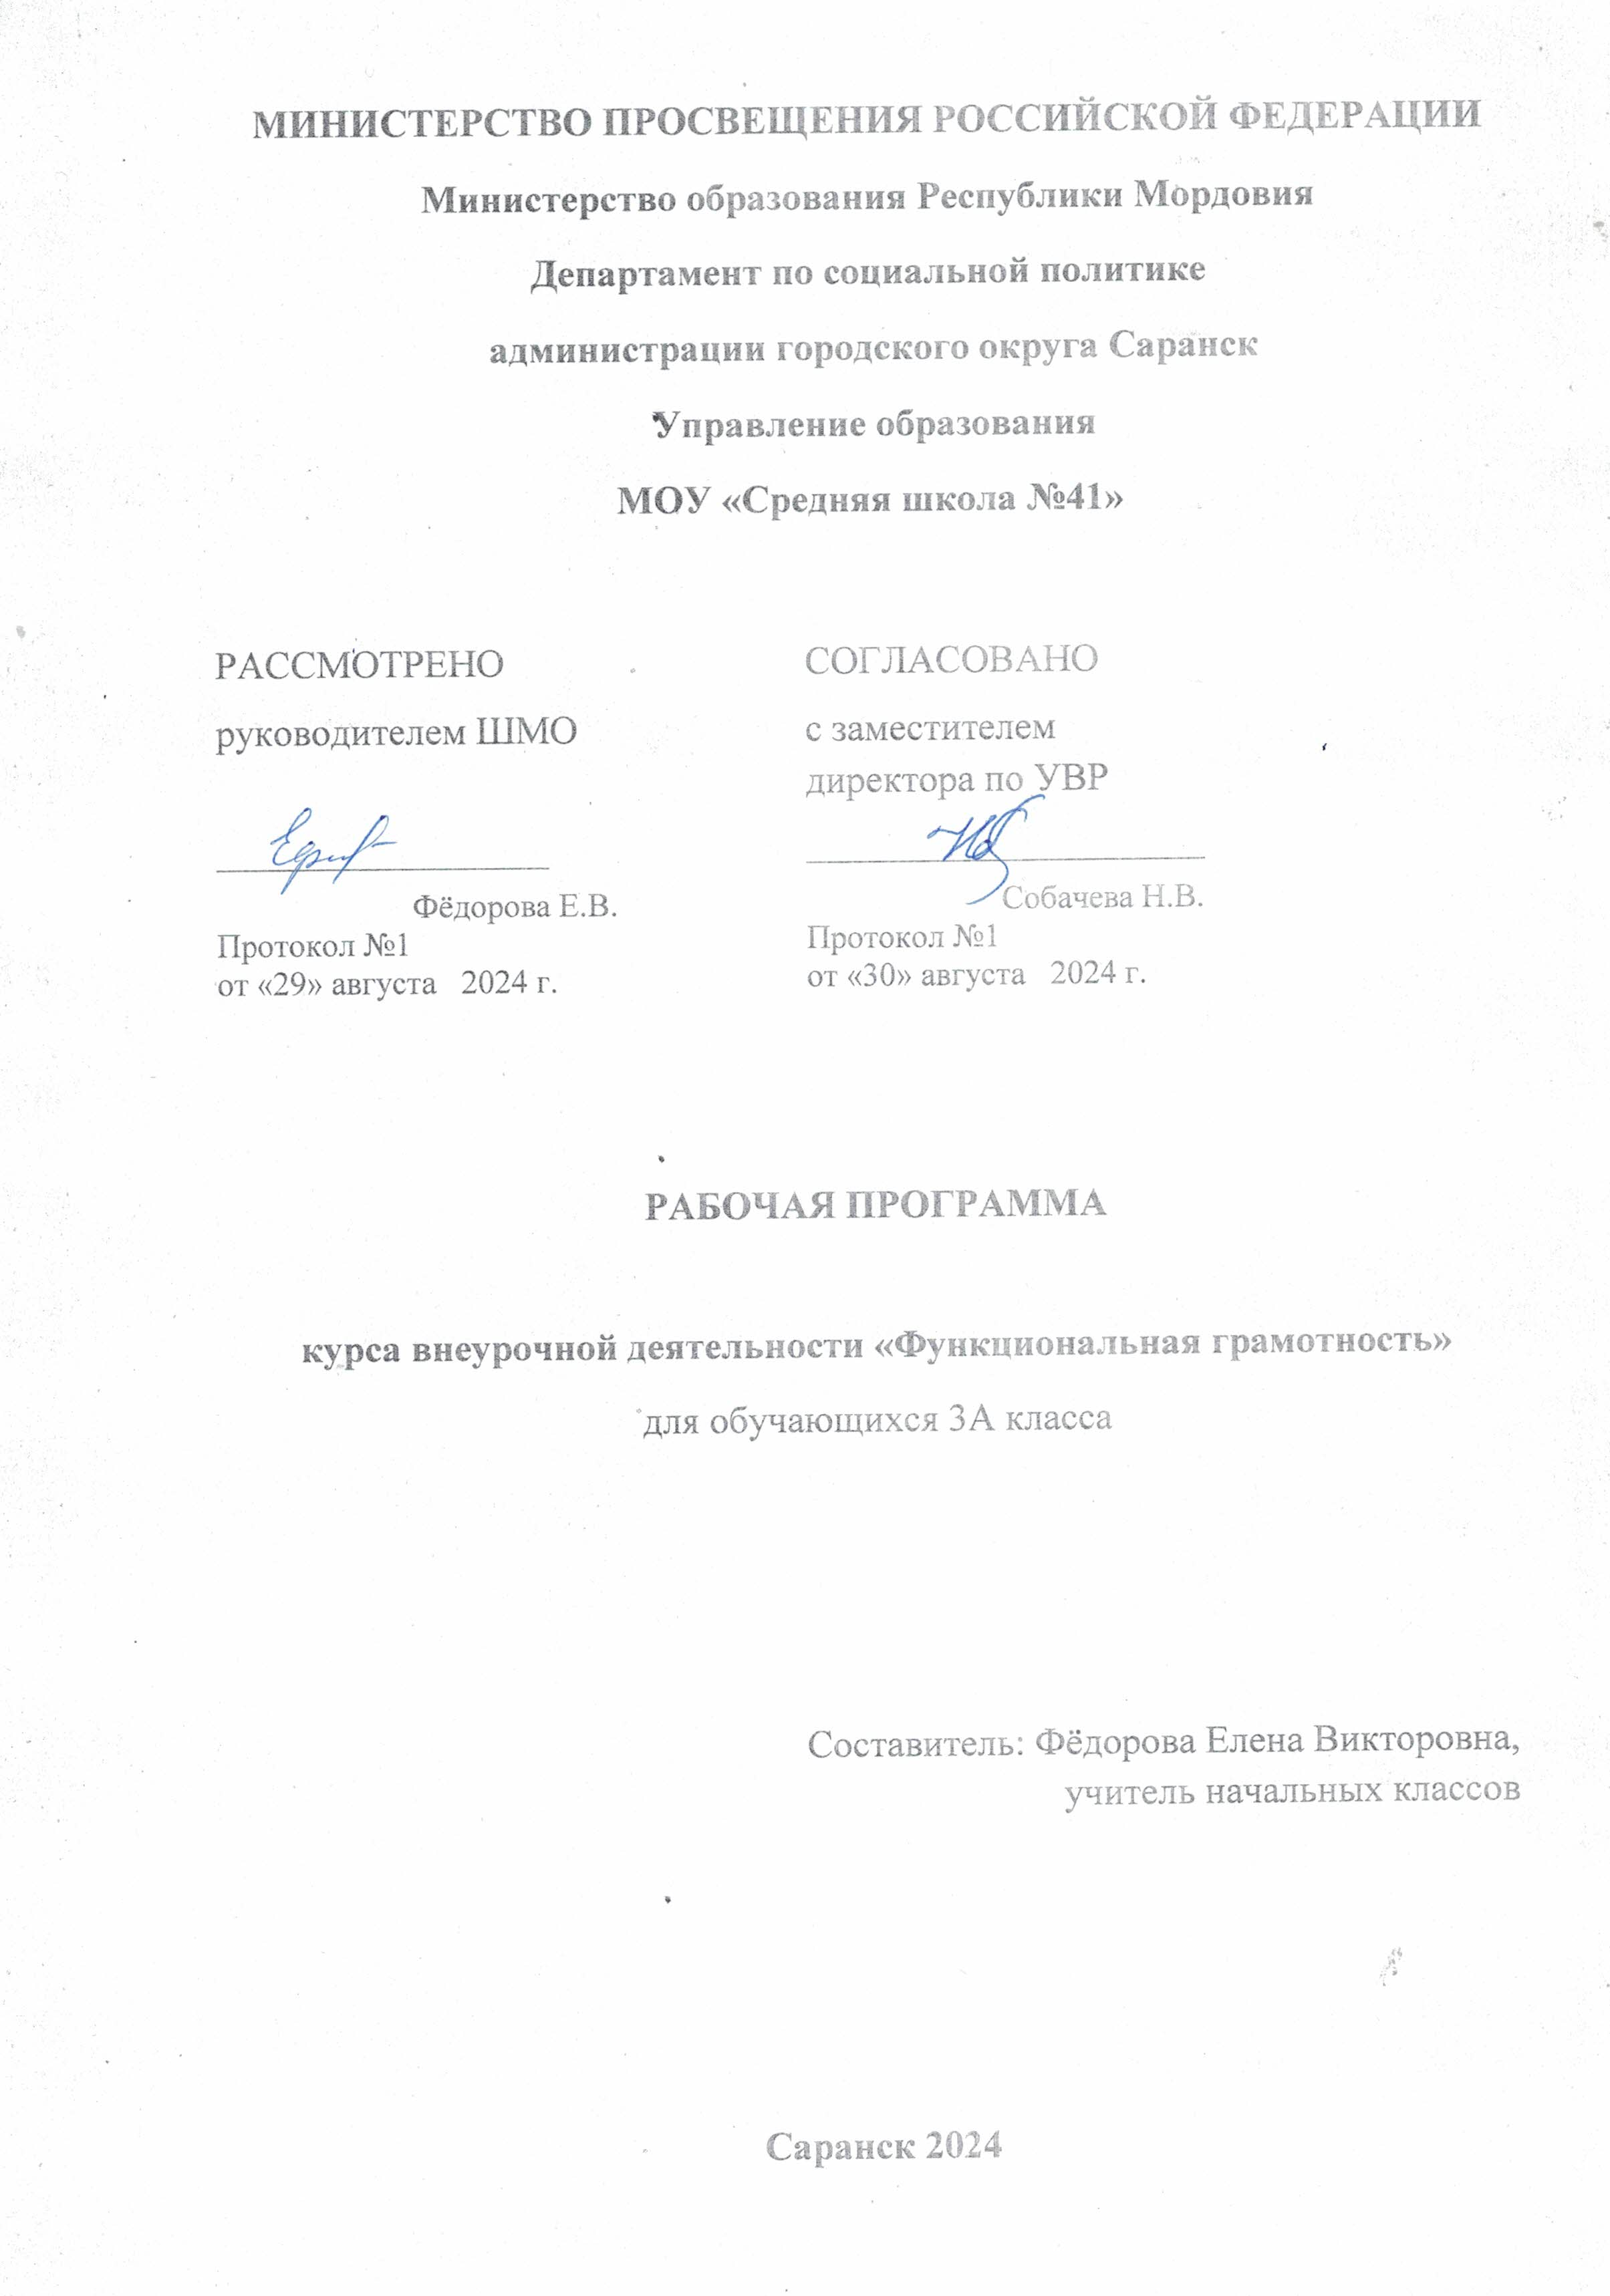 МИНИСТЕРСТВО ПРОСВЕЩЕНИЯ РОССИЙСКОЙ ФЕДЕРАЦИИ
Министерство образования Республики Мордовия
Департамент по социальной политике
администрации городского округа Саранск
Управление образования
МОУ «Средняя школа №41»
РАССМОТРЕНО
руководителем ШМО
Фёдорова Е.В.
Протокол №1
от «29» августа 2024 г.
СОГЛАСОВАНО
с заместителем
директора по УВР
Собачева Н.В.
Протокол №1
от «30» августа 2024 г.
РАБОЧАЯ ПРОГРАММА
курса внеурочной деятельности «Функциональная грамотность»
для обучающихся 3А класса
Составитель: Фёдорова Елена Викторовна,
учитель начальных классов
Саранск 2024